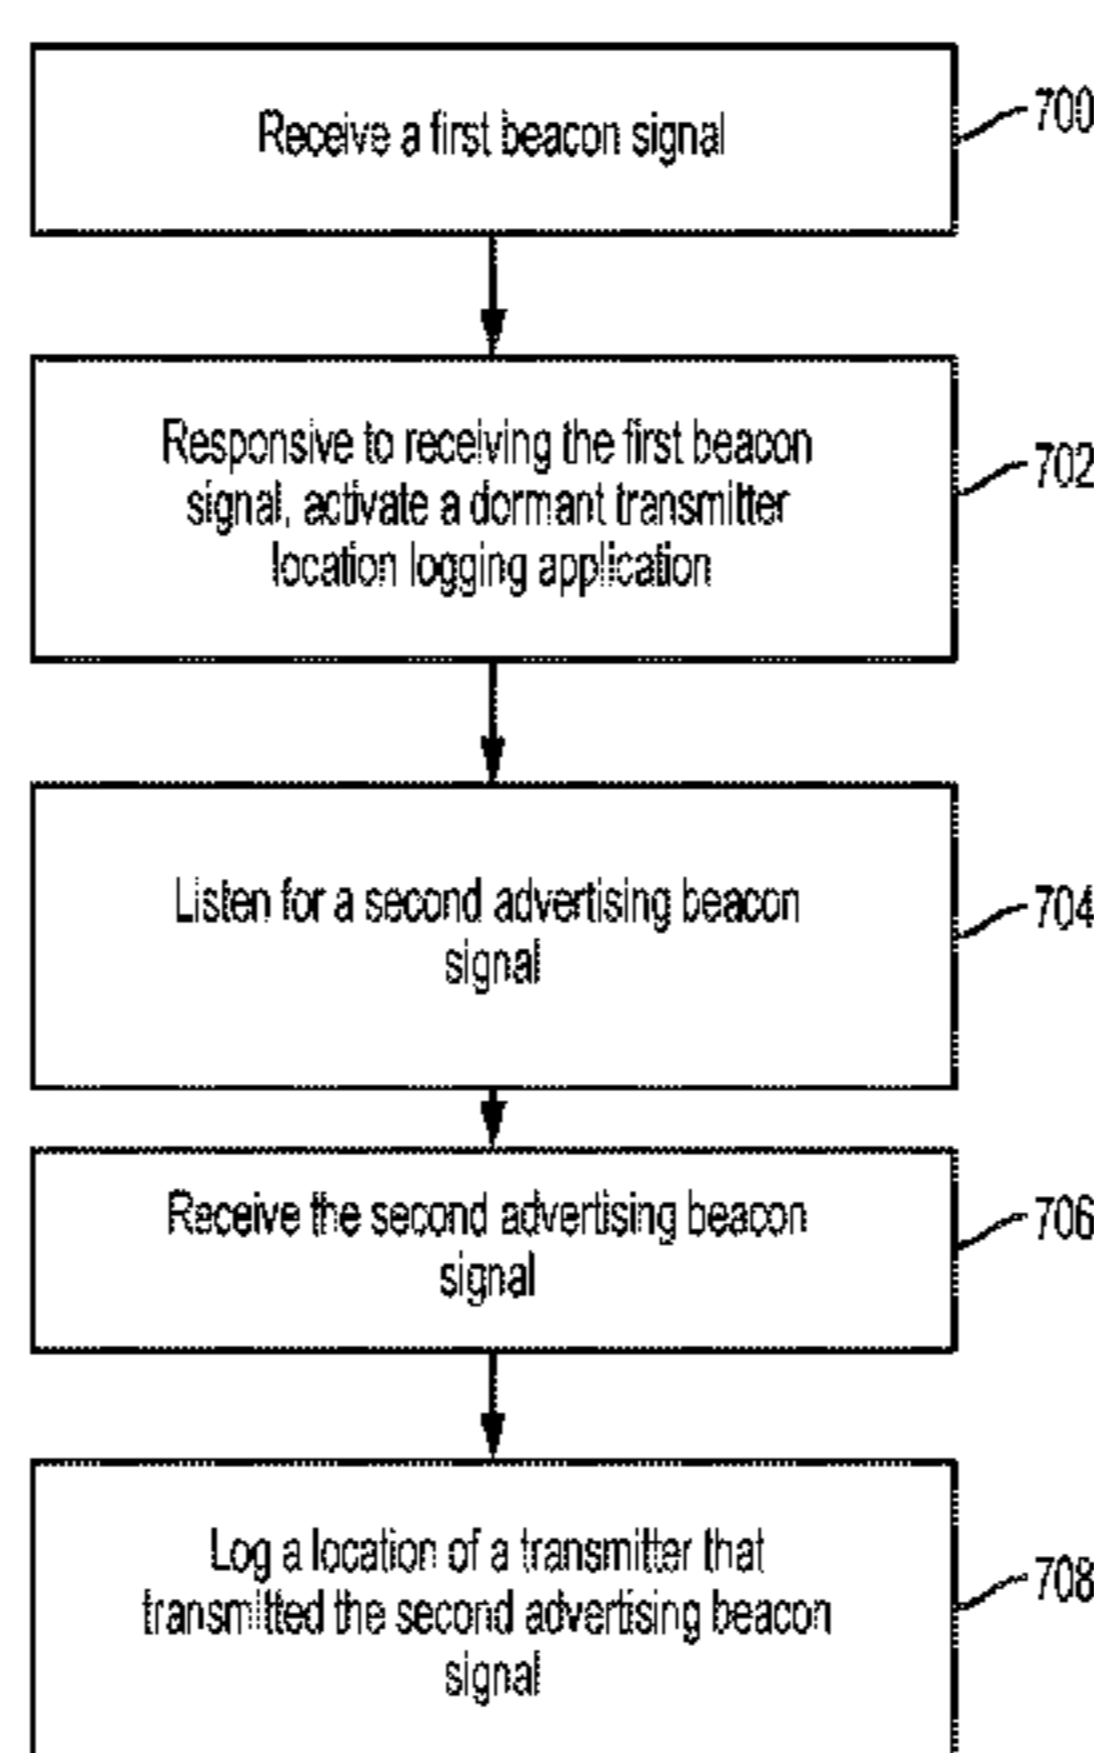 Receive a first beacon signal
700
Responsive to receiving the first beacon
signal, activate a dormant transmitter
location logging application
702
Listen for a second advertising beacon
signal
704
Receive the second advertising beacon
signal
706
Log a location of a transmitter that
transmitted the second advertising beacon
signal
708